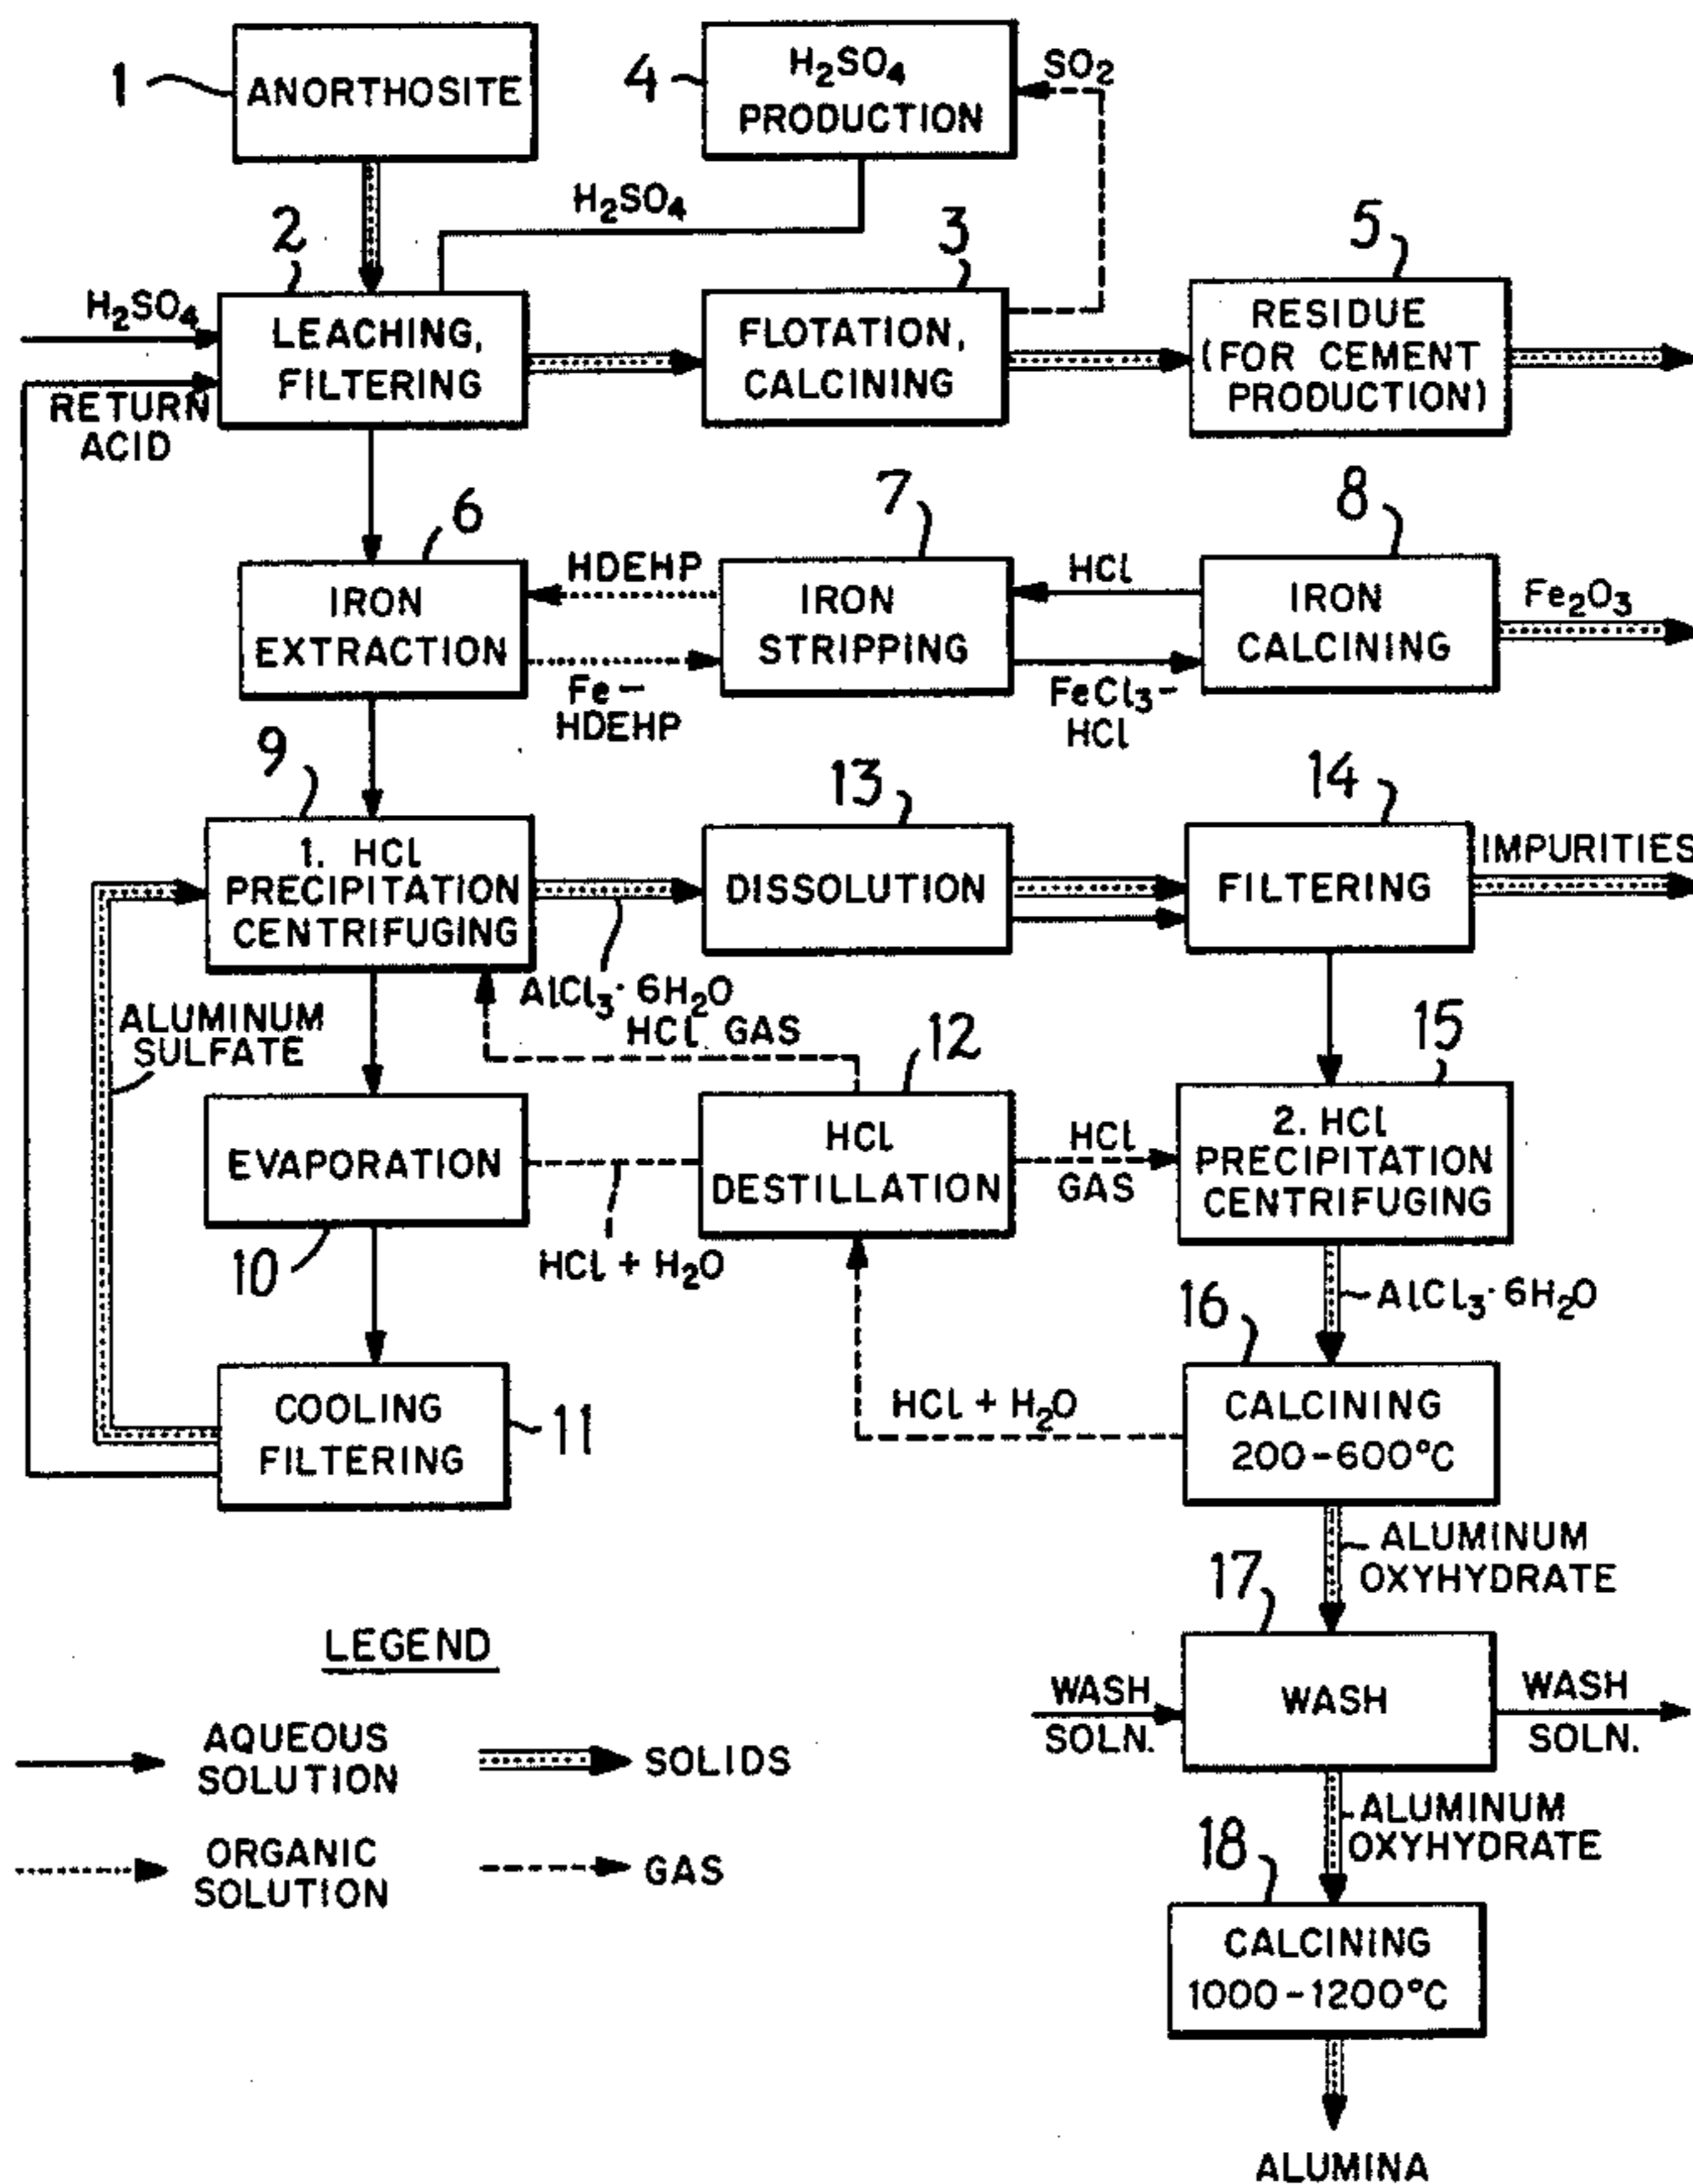 1
ANORTHOSITE
4
H₂SO₄
PRODUCTION
SO₂
H₂SO₄
2
H₂SO₄
LEACHING,
FILTERING
RETURN
ACID
3
FLOTATION,
CALCINING
5
RESIDUE
(FOR CEMENT
PRODUCTION)
6
IRON
EXTRACTION
HDEHP
Fe –
HDEHP
7
IRON
STRIPPING
HCl
FeCl₃–
HCl
8
IRON
CALCINING
Fe₂O₃
9
1. HCl
PRECIPITATION
CENTRIFUGING
AlCl₃· 6H₂O
13
DISSOLUTION
14
FILTERING
IMPURITIES
ALUMINUM
SULFATE
HCl GAS
EVAPORATION
10
HCl + H₂O
12
HCl
DESTILLATION
HCl
GAS
15
2. HCl
PRECIPITATION
CENTRIFUGING
AlCl₃· 6H₂O
COOLING
FILTERING
11
HCl + H₂O
16
CALCINING
200–600°C
ALUMINUM
OXYHYDRATE
17
WASH
SOLN.
WASH
WASH
SOLN.
ALUMINUM
OXYHYDRATE
18
CALCINING
1000–1200°C
ALUMINA
LEGEND
AQUEOUS
SOLUTION
SOLIDS
ORGANIC
SOLUTION
GAS